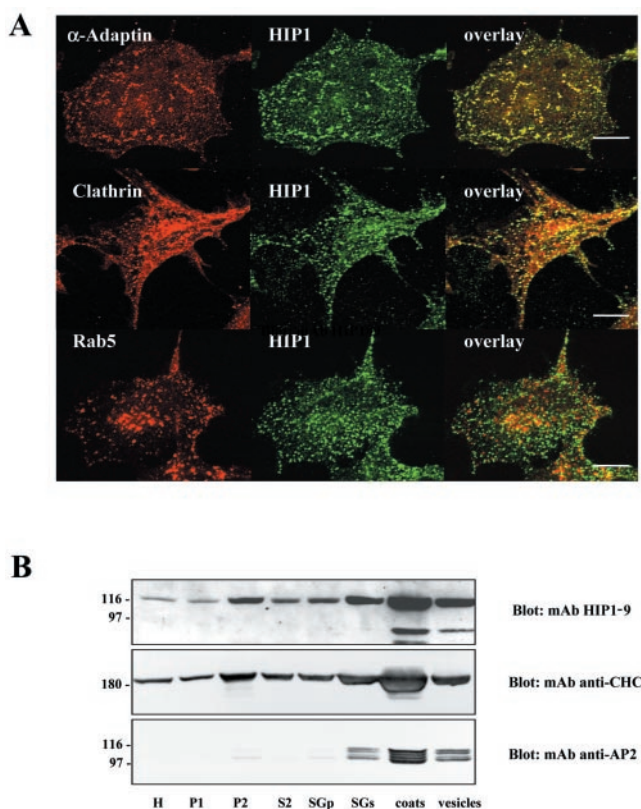 A
α-Adaptin HIP1 overlay
Clathrin HIP1 overlay
Rab5 HIP1 overlay
B
116 -
97 -
Blot: mAb HIP1-9
180 -
Blot: mAb anti-CHC
116 -
97 -
Blot: mAb anti-AP2
H P1 P2 S2 SGp SGs coats vesicles